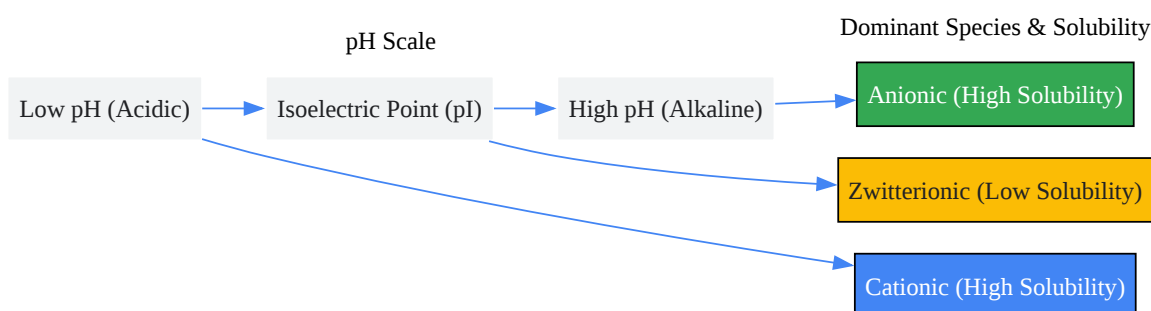 pH Scale
Dominant Species & Solubility
Low pH (Acidic)
Isoelectric Point (pI)
High pH (Alkaline)
Anionic (High Solubility)
Zwitterionic (Low Solubility)
Cationic (High Solubility)